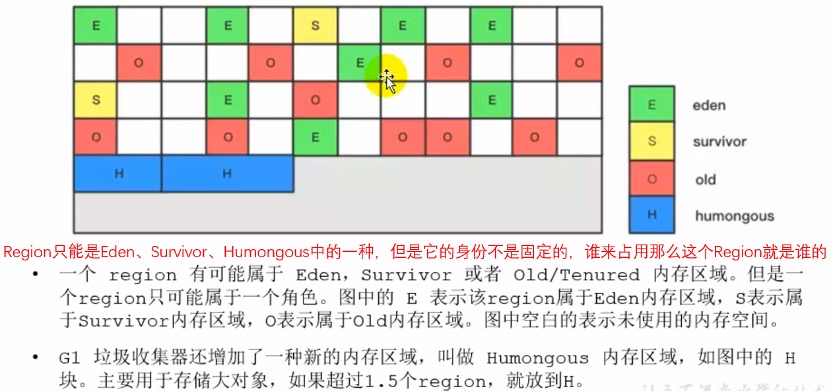 E E S E E
O O E O O
S E O E
O O E O O O
H H
E eden
S survivor
O old
H humongous
Region只能是Eden、Survivor、Humongous中的一种，但是它的身份不是固定的，谁来占用那么这个Region就是谁的
• 一个 region 有可能属于 Eden，Survivor 或者 Old/Tenured 内存区域。但是一
个region只可能属于一个角色。图中的 E 表示该region属于Eden内存区域，S表示属
于Survivor内存区域，O表示属于Old内存区域。图中空白的表示未使用的内存空间。
• G1 垃圾收集器还增加了一种新的内存区域，叫做 Humongous 内存区域，如图中的 H
块。主要用于存储大对象，如果超过1.5个region，就放到H。